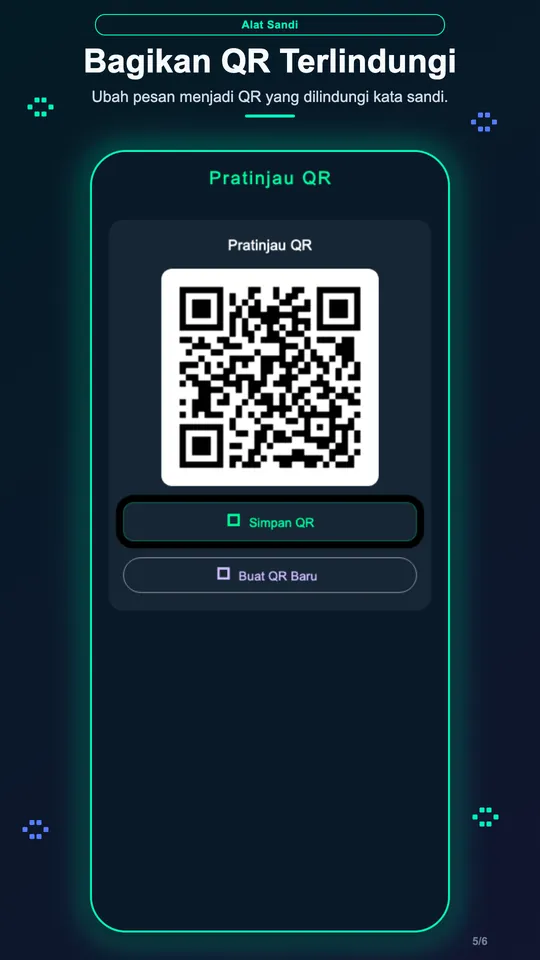 Alat Sandi
Bagikan QR Terlindungi
Ubah pesan menjadi QR yang dilindungi kata sandi.
Pratinjau QR
Pratinjau QR
Simpan QR
Buat QR Baru
5/6